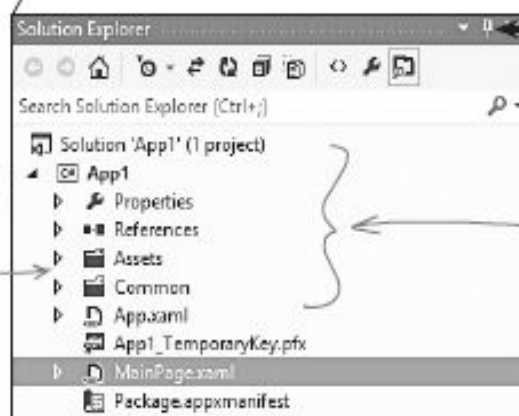 Solution Explorer
Search Solution Explorer (Ctrl+;)
Solution 'App1' (1 project)
C# App1
Properties
References
Assets
Common
App.xaml
App1_TemporaryKey.pfx
MainPage.xaml
Package.appxmanifest